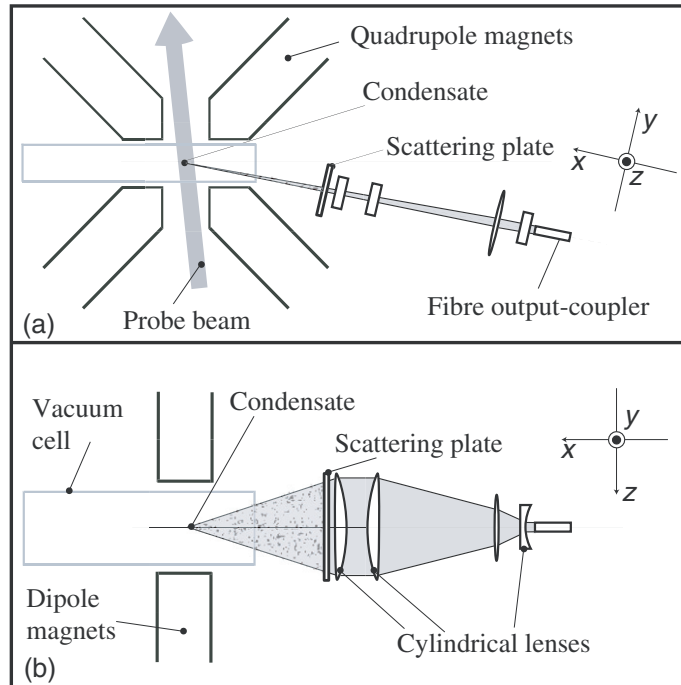 Quadrupole magnets
Condensate
Scattering plate
y
x
z
Fibre output-coupler
Probe beam
(a)
Condensate
Vacuum
cell
Scattering plate
y
x
z
Dipole
magnets
Cylindrical lenses
(b)